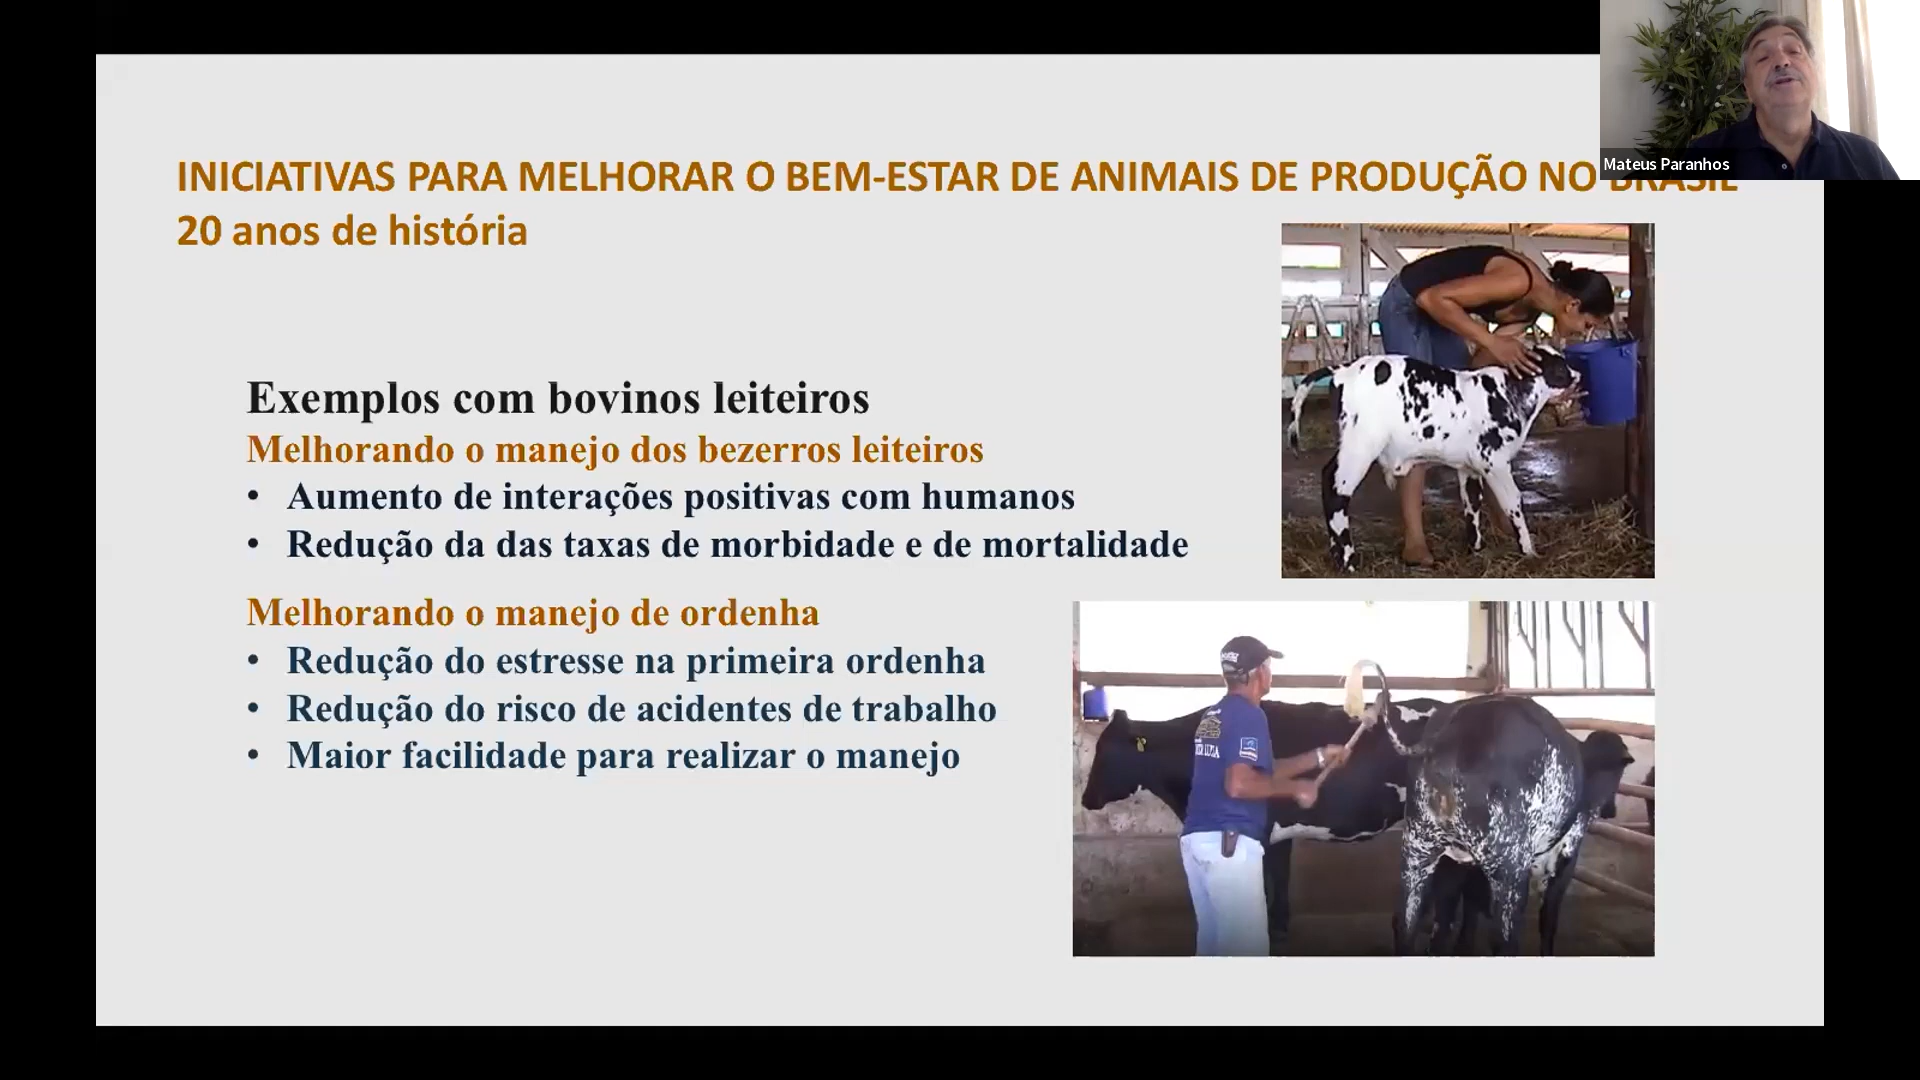 Mateus Paranhos
INICIATIVAS PARA MELHORAR O BEM-ESTAR DE ANIMAIS DE PRODUÇÃO NO BRASIL
20 anos de história
Exemplos com bovinos leiteiros
Melhorando o manejo dos bezerros leiteiros
• Aumento de interações positivas com humanos
• Redução da das taxas de morbidade e de mortalidade
Melhorando o manejo de ordenha
• Redução do estresse na primeira ordenha
• Redução do risco de acidentes de trabalho
• Maior facilidade para realizar o manejo